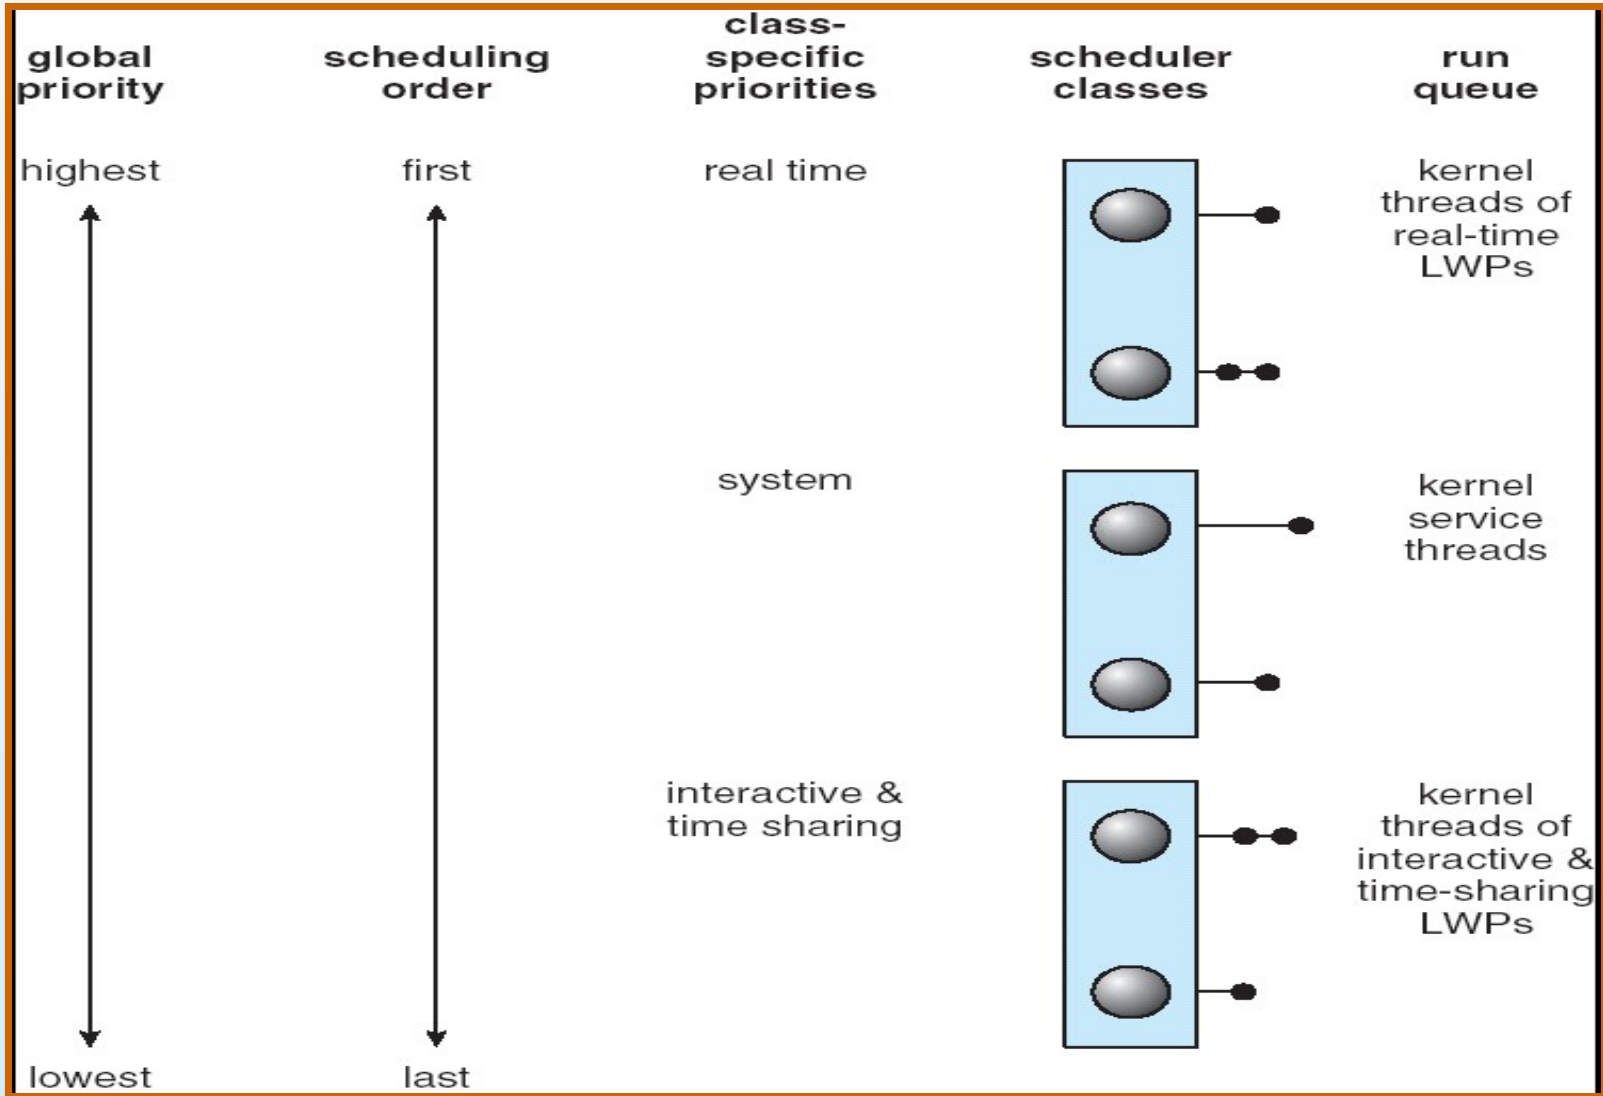 global
priority
scheduling
order
class-
specific
priorities
scheduler
classes
run
queue
highest
first
real time
kernel
threads of
real-time
LWPs
system
kernel
service
threads
interactive &
time sharing
kernel
threads of
interactive &
time-sharing
LWPs
lowest
last